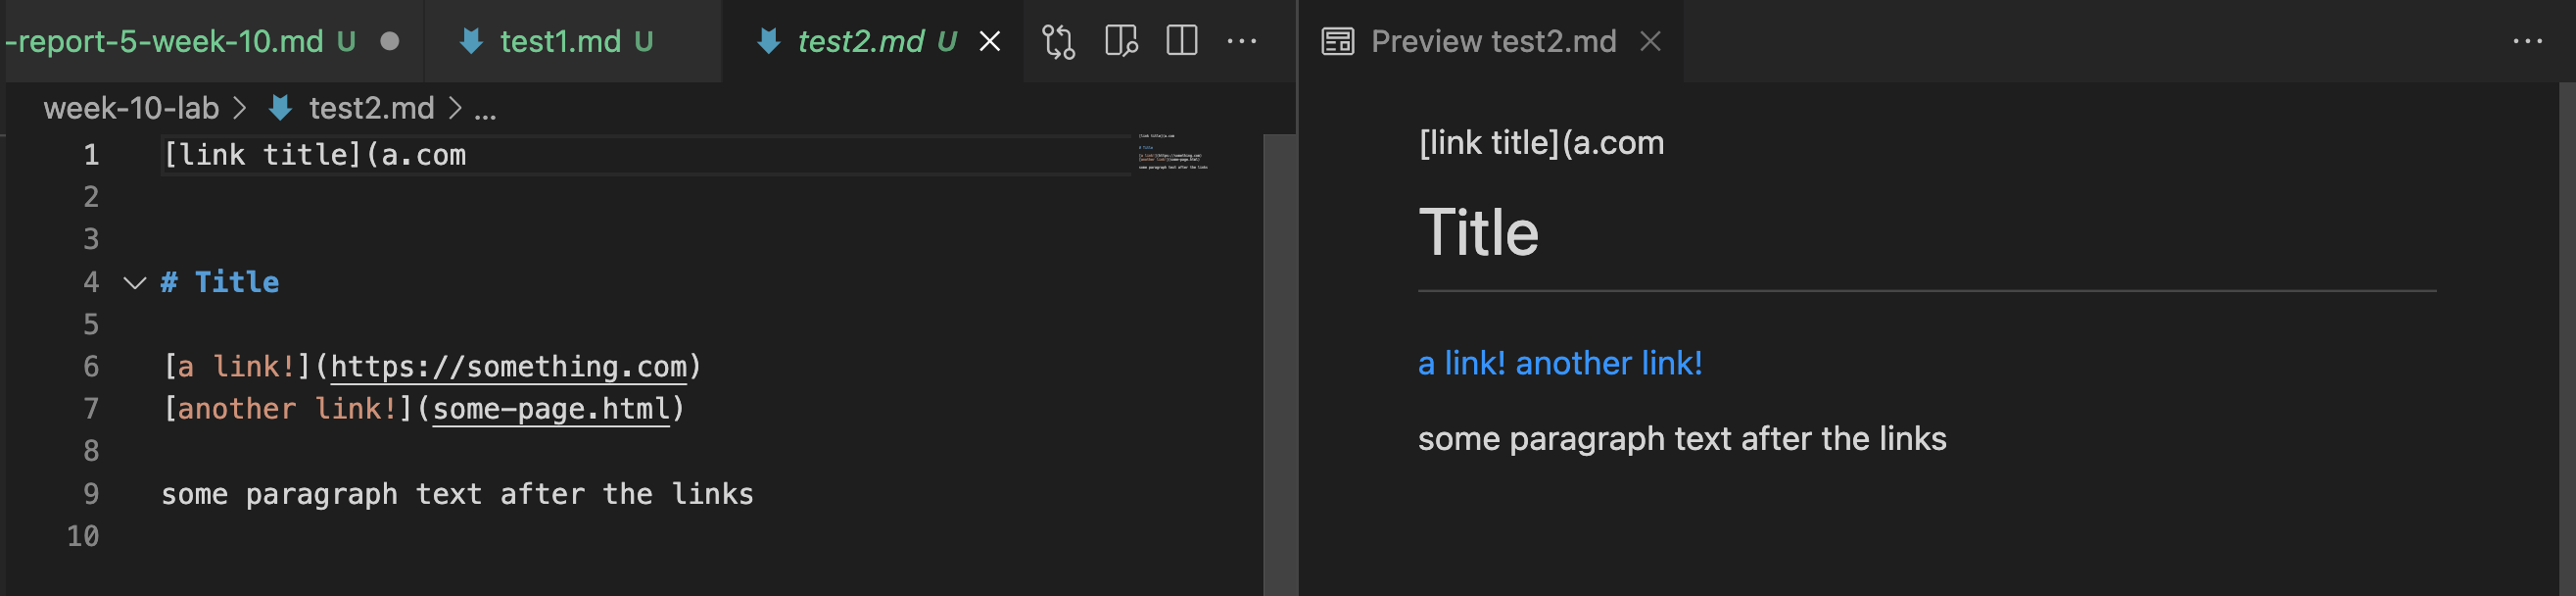 -report-5-week-10.md U
test1.md U
test2.md U
Preview test2.md
week-10-lab > test2.md > ...
1 [link title](a.com
2
3
4 # Title
5
6 [a link!](https://something.com)
7 [another link!](some-page.html)
8
9 some paragraph text after the links
10
[link title](a.com
Title
a link! another link!
some paragraph text after the links